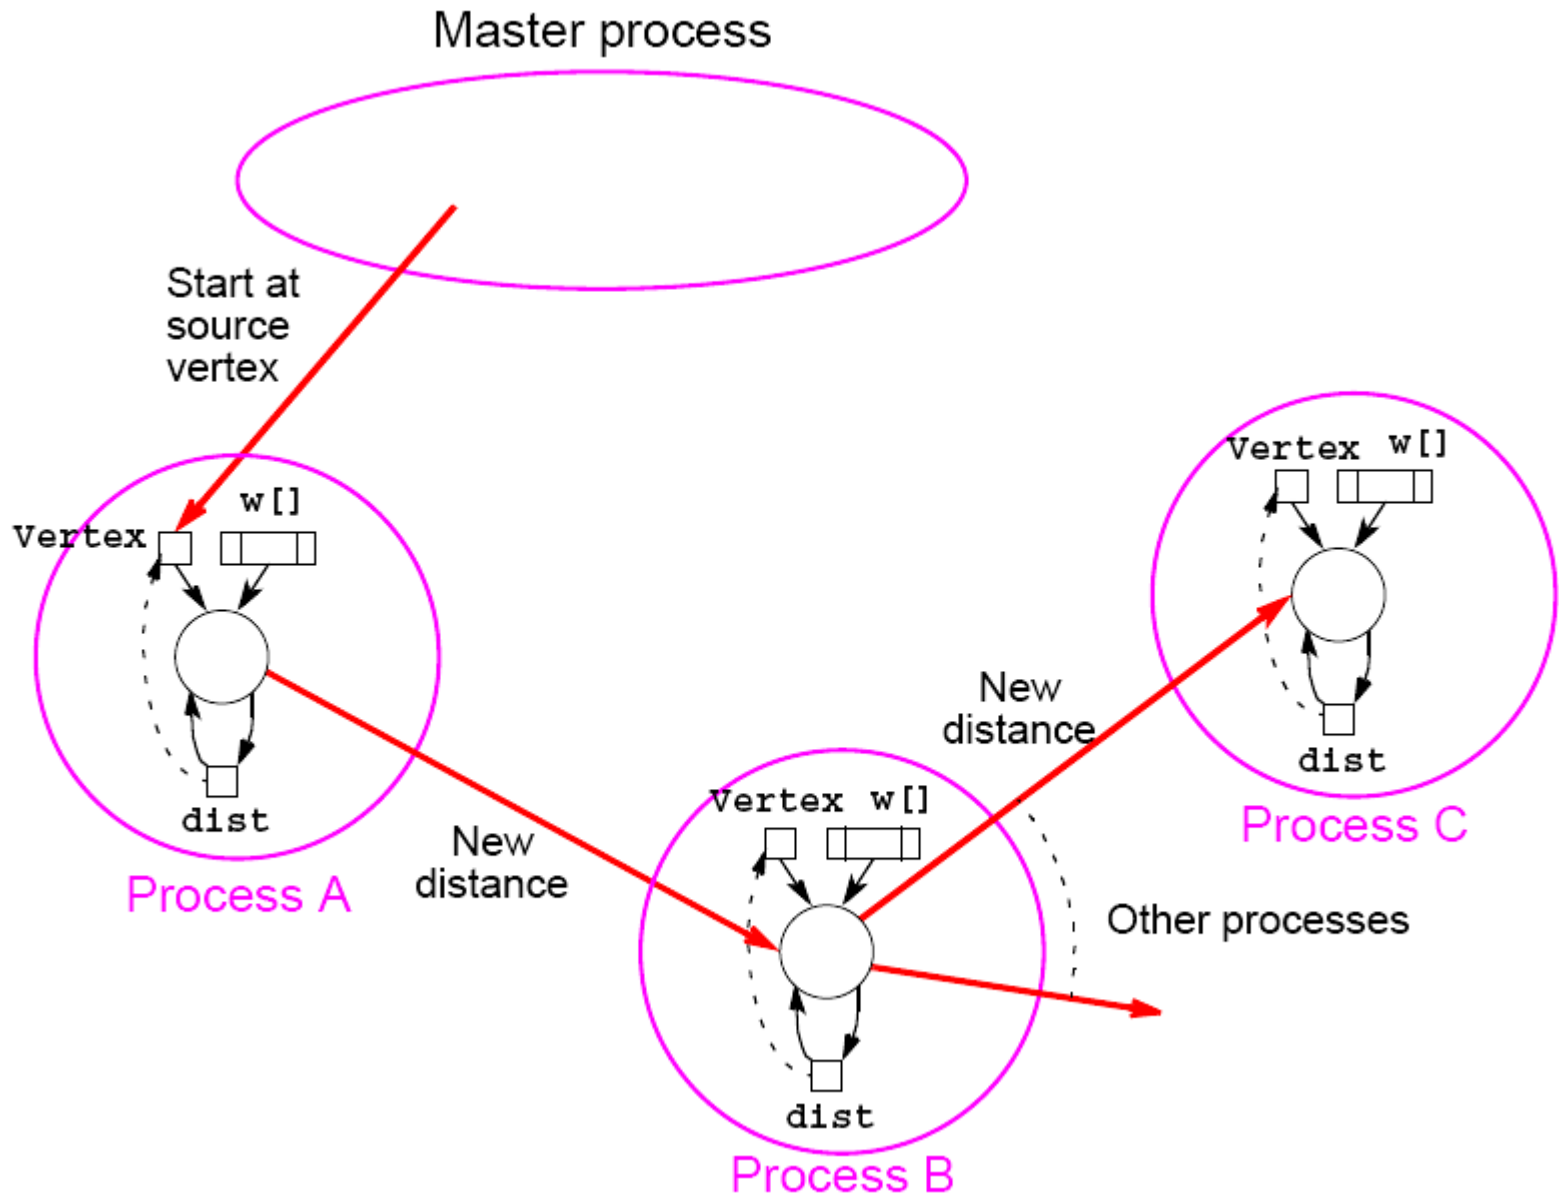 Master process
Start at
source
vertex
Vertex w[]
dist
Process A
New
distance
Vertex w[]
dist
Process B
New
distance
Other processes
Vertex w[]
dist
Process C